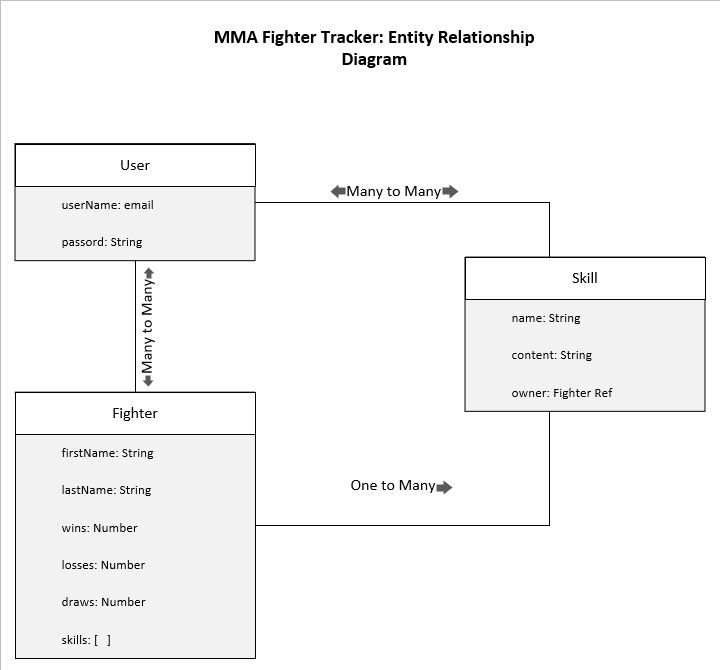 MMA Fighter Tracker: Entity Relationship
Diagram
User
userName: email
passord: String
Many to Many
Many to Many
Skill
name: String
content: String
owner: Fighter Ref
Fighter
firstName: String
lastName: String
wins: Number
losses: Number
draws: Number
skills: [ ]
One to Many